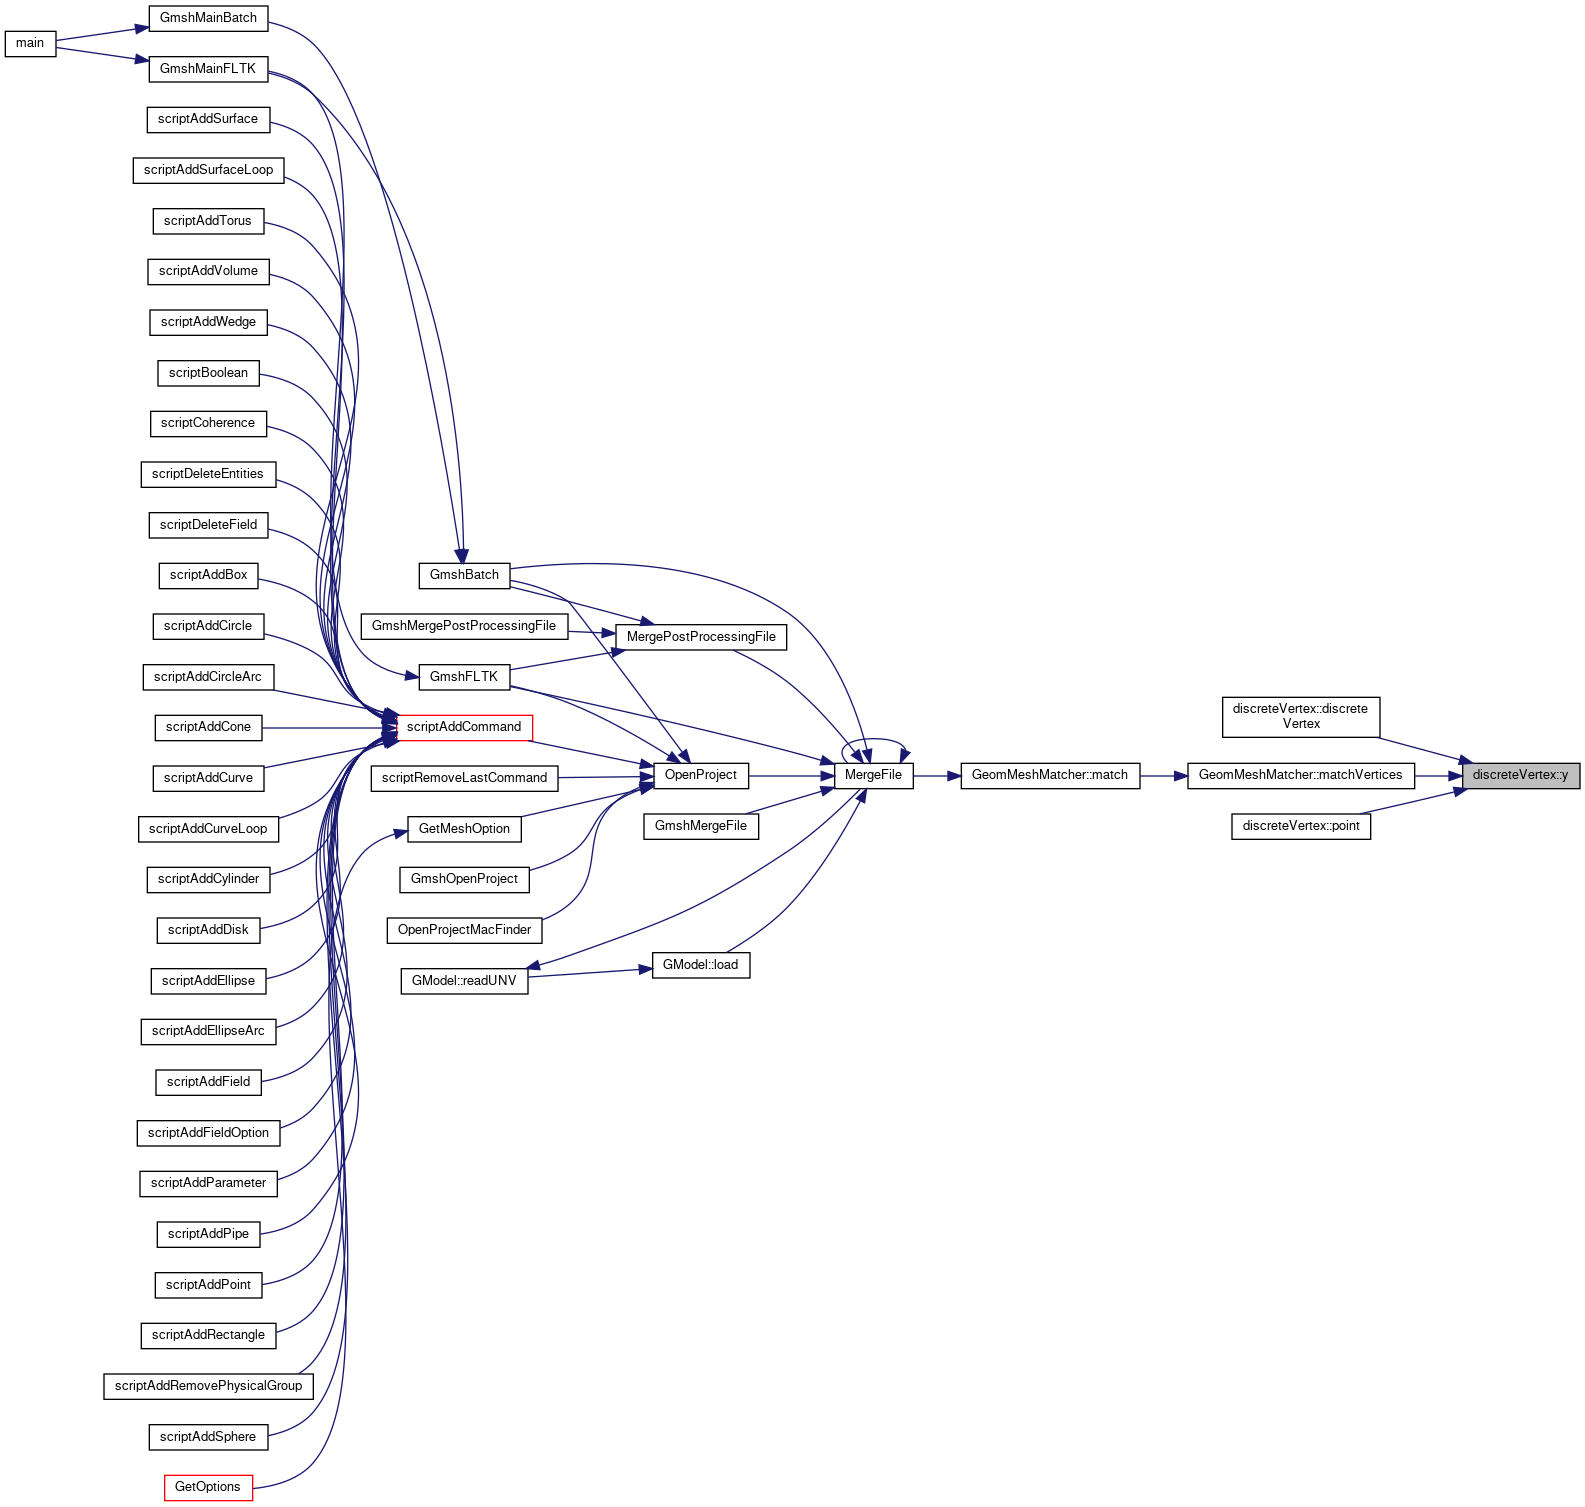 main
GmshMainBatch
GmshMainFLTK
scriptAddSurface
scriptAddSurfaceLoop
scriptAddTorus
scriptAddVolume
scriptAddWedge
scriptBoolean
scriptCoherence
scriptDeleteEntities
scriptDeleteField
scriptAddBox
scriptAddCircle
scriptAddCircleArc
scriptAddCone
scriptAddCurve
scriptAddCurveLoop
scriptAddCylinder
scriptAddDisk
scriptAddEllipse
scriptAddEllipseArc
scriptAddField
scriptAddFieldOption
scriptAddParameter
scriptAddPipe
scriptAddPoint
scriptAddRectangle
scriptAddRemovePhysicalGroup
scriptAddSphere
GetOptions
GmshBatch
GmshMergePostProcessingFile
GmshFLTK
scriptAddCommand
scriptRemoveLastCommand
GetMeshOption
GmshOpenProject
OpenProjectMacFinder
GModel::readUNV
MergePostProcessingFile
OpenProject
GmshMergeFile
GModel::load
MergeFile
GeomMeshMatcher::match
discreteVertex::discrete
Vertex
GeomMeshMatcher::matchVertices
discreteVertex::point
discreteVertex::y